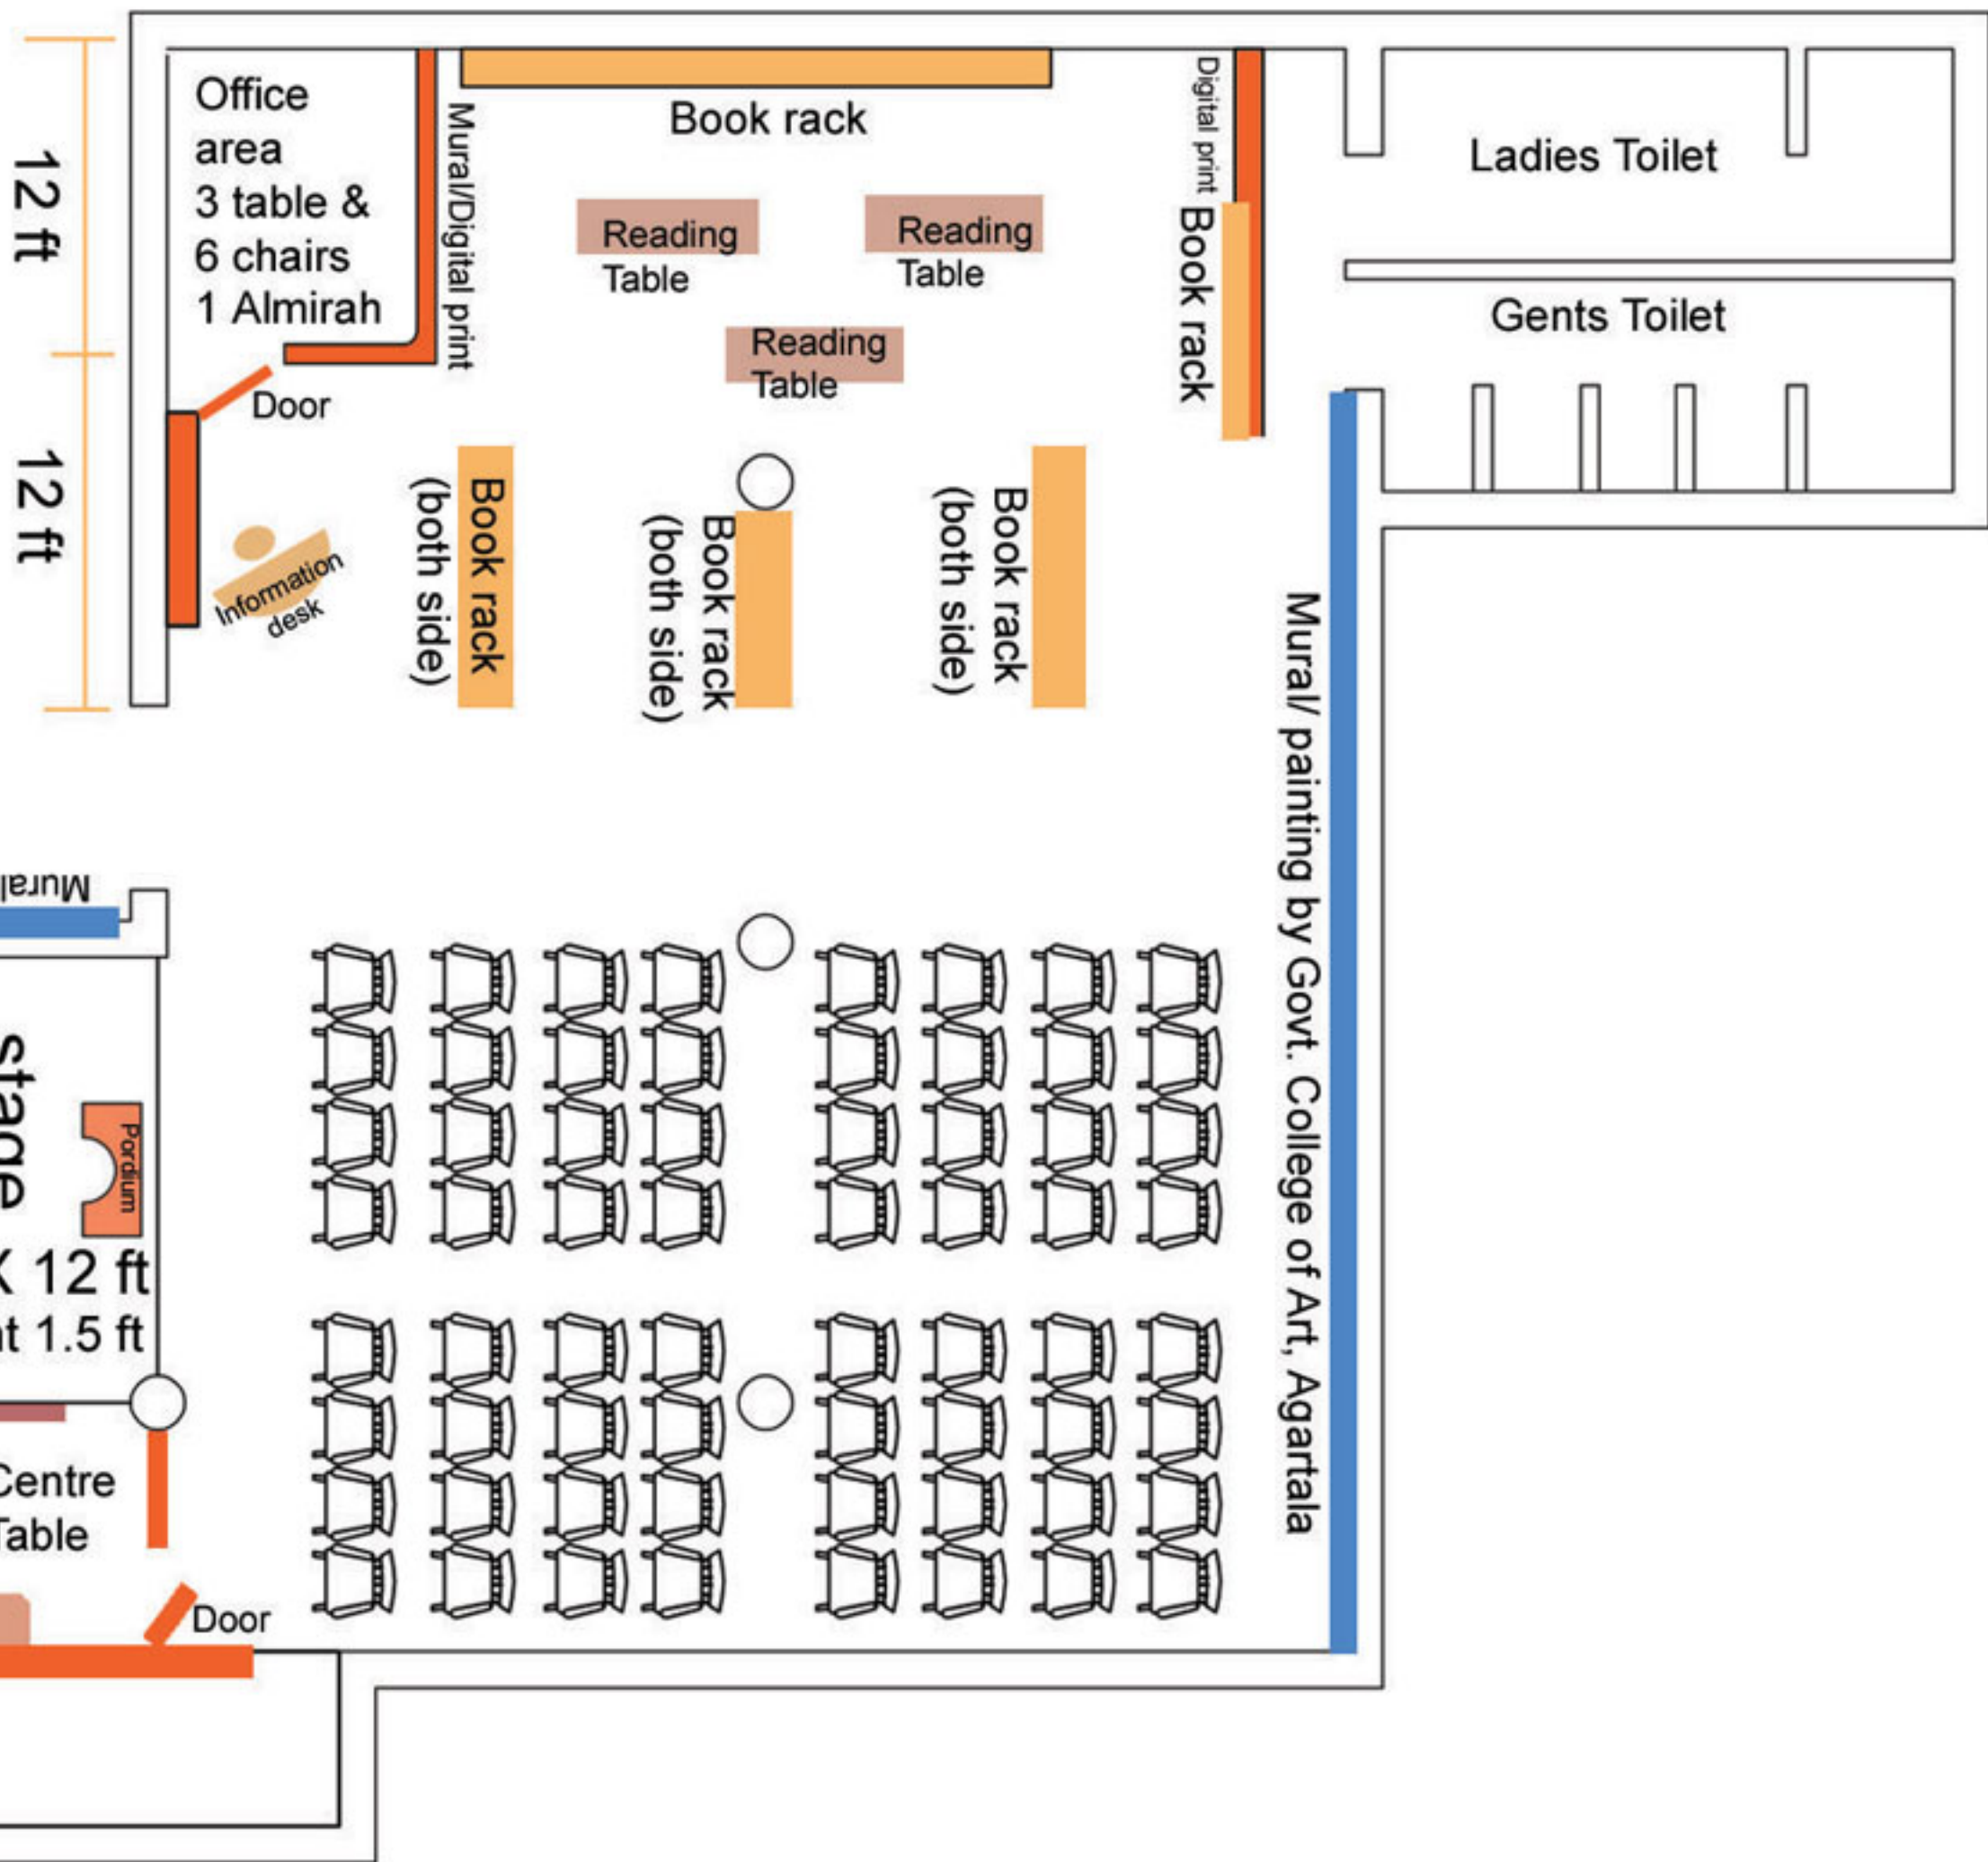 Office
area
3 table &
6 chairs
1 Almirah
Mural/Digital print
Book rack
Digital print
Book rack
Ladies Toilet
Gents Toilet
Reading
Table
Reading
Table
Reading
Table
12 ft
12 ft
Door
Information
desk
Book rack
(both side)
Book rack
(both side)
Book rack
(both side)
Mural/ painting by Govt. College of Art, Agartala
Mural
stage
Pordium
X 12 ft
1.5 ft
Centre
Table
Door